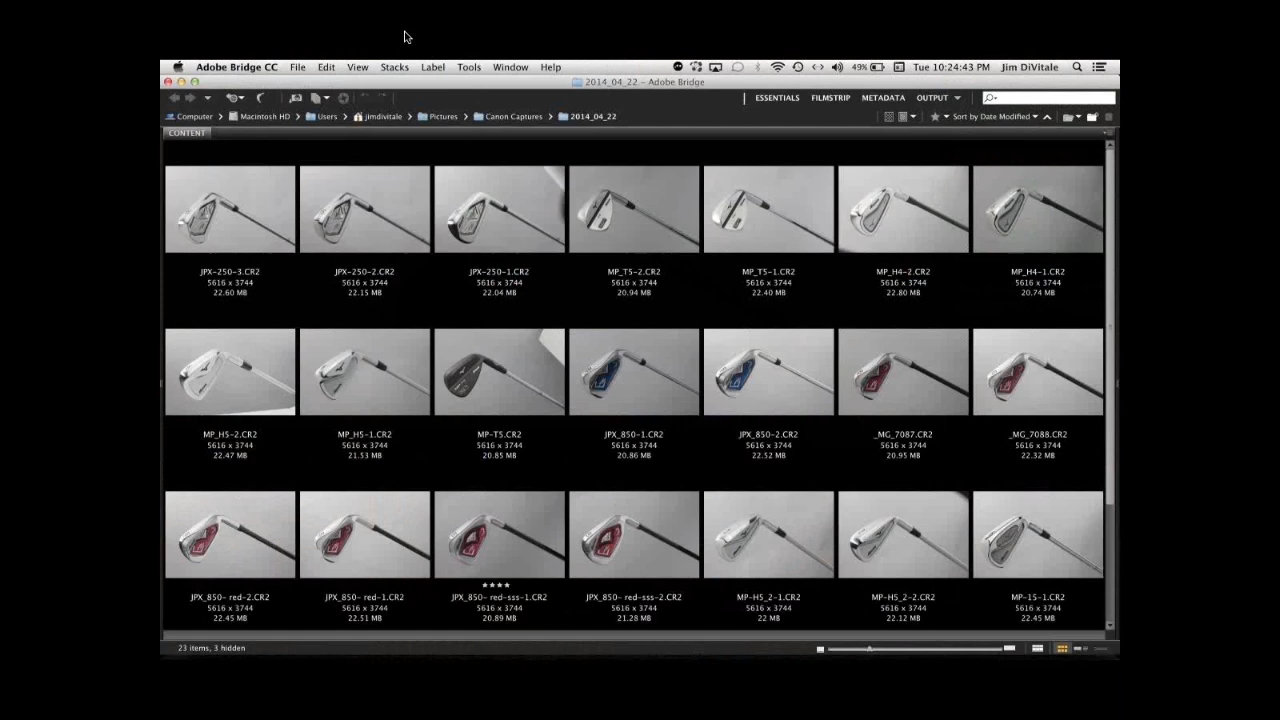 Adobe Bridge CC File Edit View Stacks Label Tools Window Help 49% Tue 10:24:43 PM Jim DiVitale
2014_04_22 – Adobe Bridge
ESSENTIALS FILMSTRIP METADATA OUTPUT
Computer Macintosh HD Users jimdivitale Pictures Canon Captures 2014_04_22 Sort by Date Modified
CONTENT
JPX-250-3.CR2 JPX-250-2.CR2 JPX-250-1.CR2 MP_T5-2.CR2 MP_T5-1.CR2 MP_H4-2.CR2 MP_H4-1.CR2
5616 x 3744 5616 x 3744 5616 x 3744 5616 x 3744 5616 x 3744 5616 x 3744 5616 x 3744
22.60 MB 22.15 MB 22.04 MB 20.94 MB 22.40 MB 22.80 MB 20.74 MB
MP_H5-2.CR2 MP_H5-1.CR2 MP-T5.CR2 JPX_850-1.CR2 JPX_850-2.CR2 _MG_7087.CR2 _MG_7088.CR2
5616 x 3744 5616 x 3744 5616 x 3744 5616 x 3744 5616 x 3744 5616 x 3744 5616 x 3744
22.47 MB 21.53 MB 20.85 MB 20.86 MB 22.52 MB 20.95 MB 22.32 MB
JPX_850- red-2.CR2 JPX_850- red-1.CR2 JPX_850- red-sss-1.CR2 JPX_850- red-sss-2.CR2 MP-H5_2-1.CR2 MP-H5_2-2.CR2 MP-15-1.CR2
5616 x 3744 5616 x 3744 5616 x 3744 5616 x 3744 5616 x 3744 5616 x 3744 5616 x 3744
22.45 MB 22.51 MB 20.89 MB 21.28 MB 22 MB 22.12 MB 22.45 MB
23 items, 3 hidden